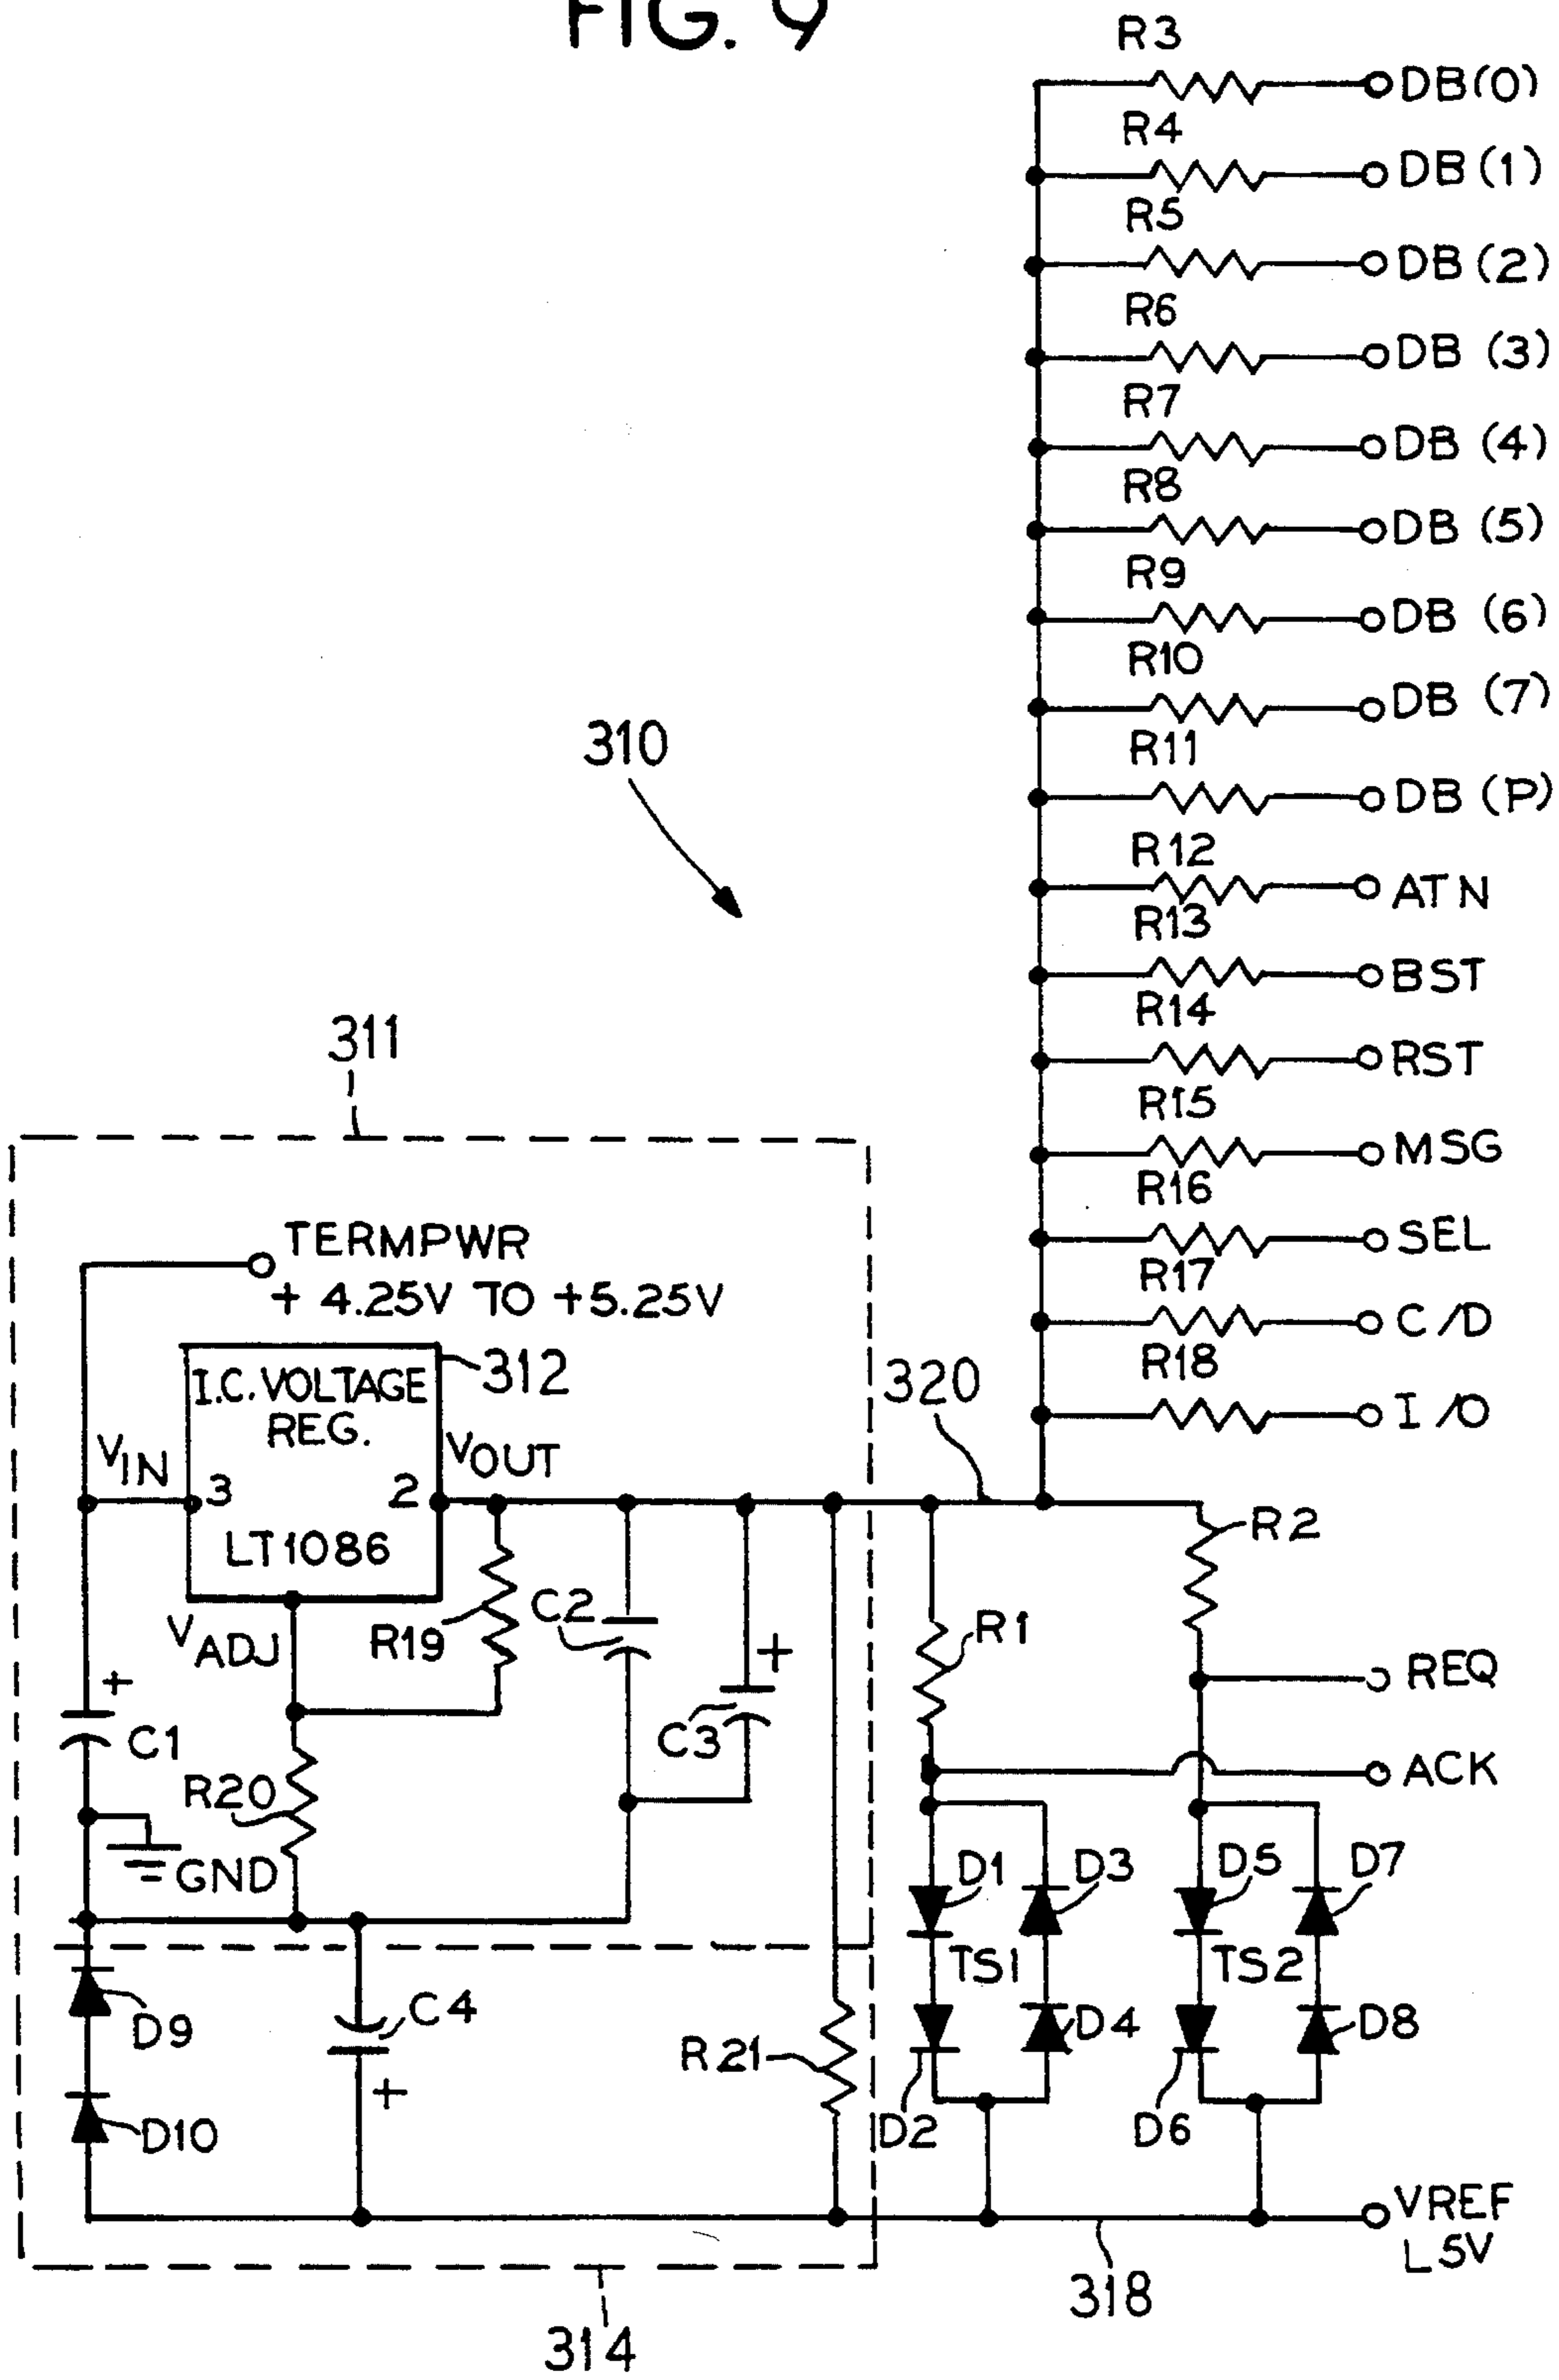 FIG. 9
R3
DB(0)
R4
DB (1)
R5
DB (2)
R6
DB (3)
R7
DB (4)
R8
DB (5)
R9
DB (6)
R10
DB (7)
R11
DB (P)
310
R12
ATN
R13
BST
R14
RST
311
R15
MSG
R16
SEL
TERMPWR
+ 4.25V TO +5.25V
R17
C/D
R18
I/O
312
320
I.C. VOLTAGE
REG.
VIN
VOUT
3
2
LT1086
R2
VADJ
R19
C2
+
R1
REQ
+
C1
C3
ACK
R20
GND
D1
D3
D5
D7
TS1
TS2
D9
C4
+
R21
D4
D8
D10
D2
D6
VREF
L5V
318
314